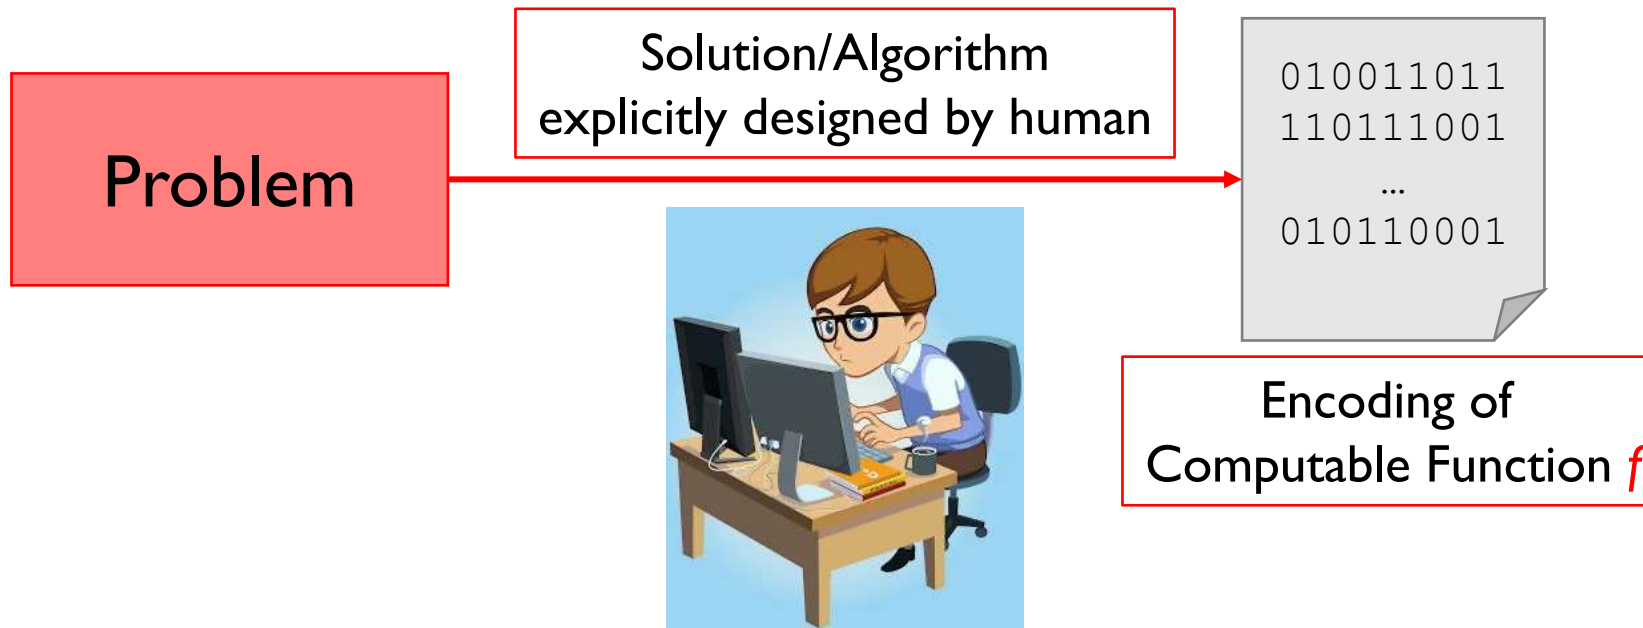 Problem
Solution/Algorithm
explicitly designed by human
010011011
110111001
...
010110001
Encoding of
Computable Function f